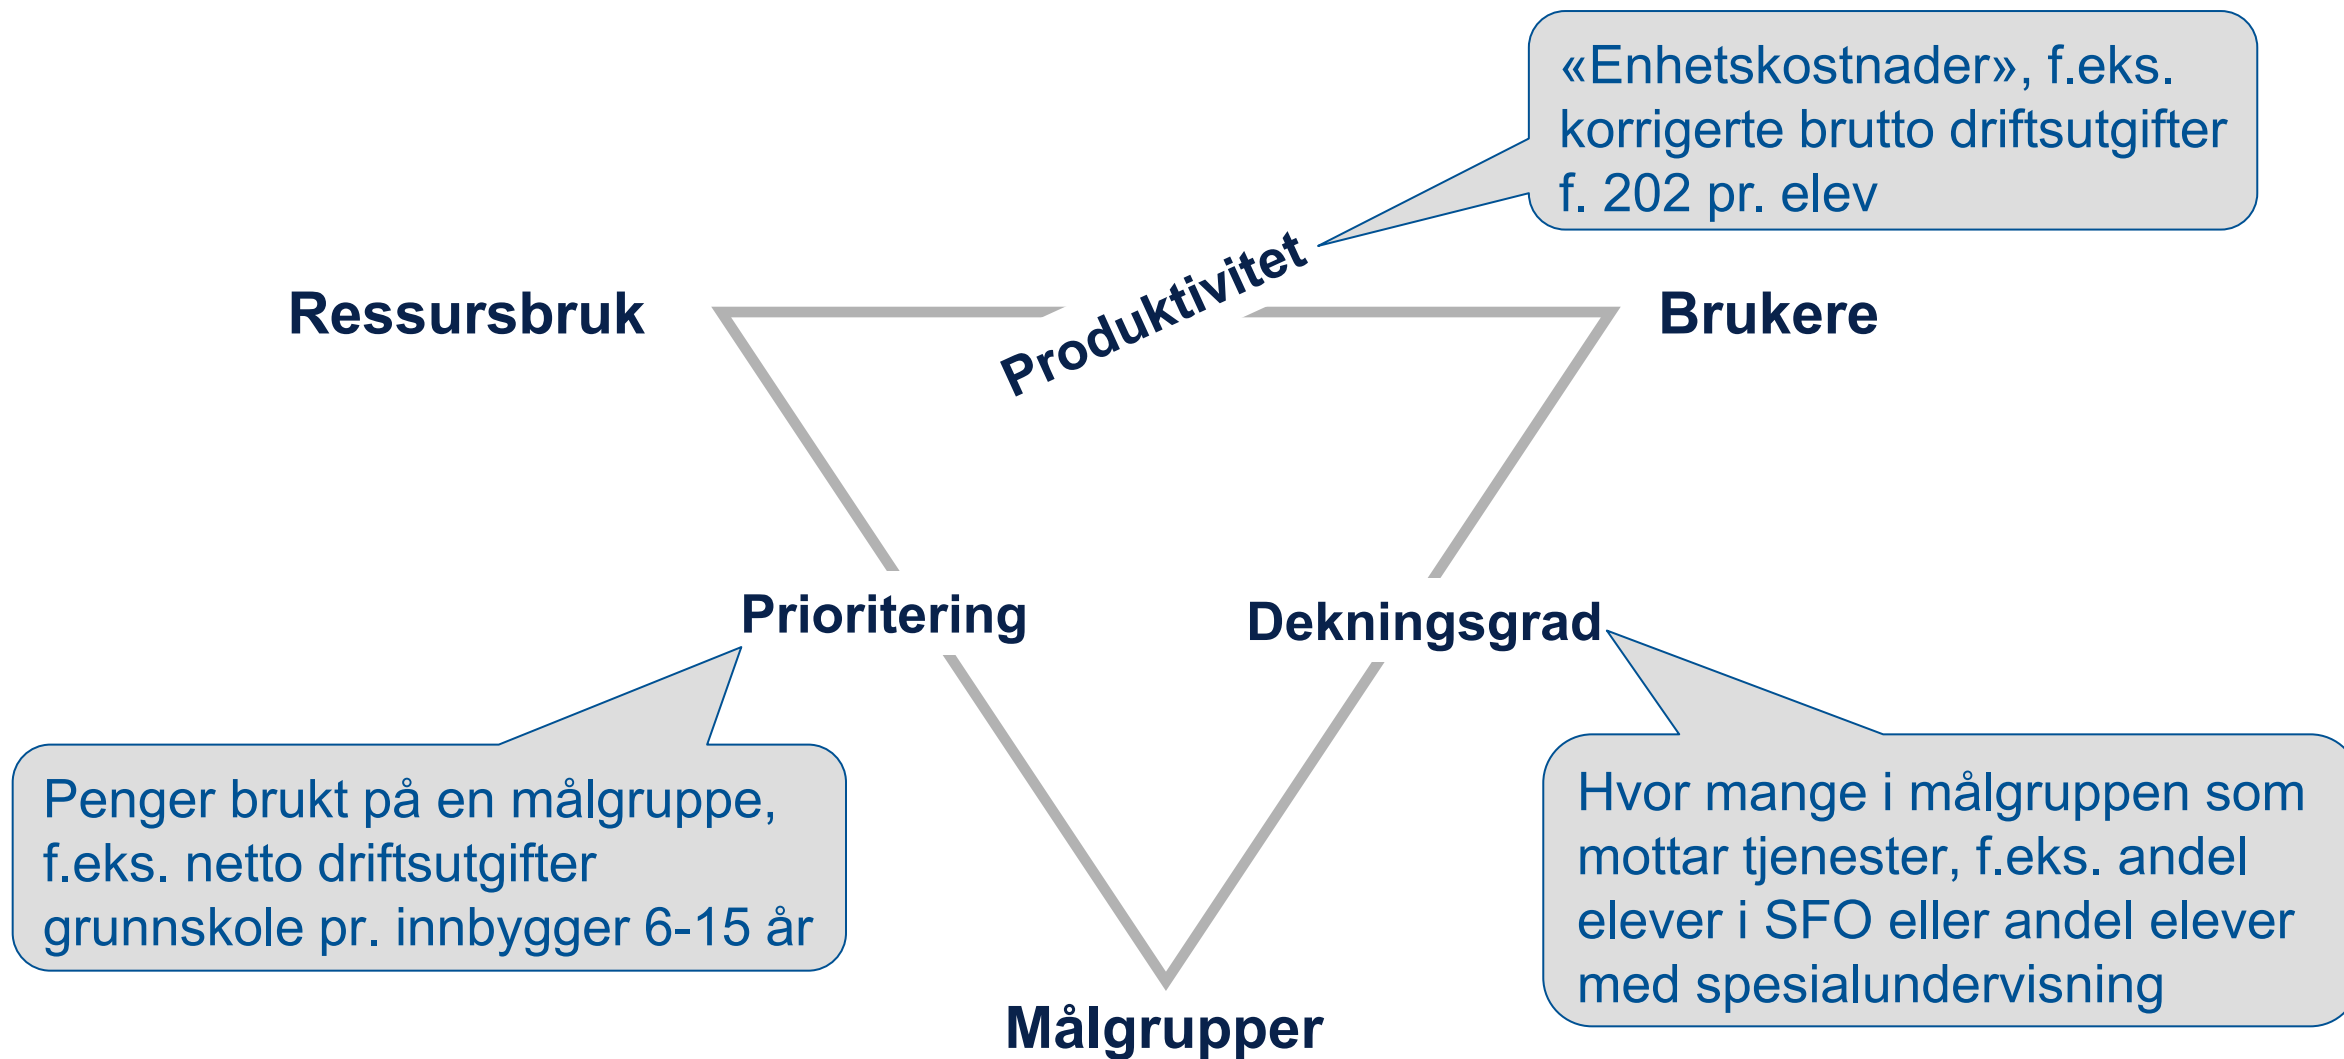 «Enhetskostnader», f.eks.
korrigerte brutto driftsutgifter
f. 202 pr. elev
Ressursbruk
Produktivitet
Brukere
Prioritering
Dekningsgrad
Penger brukt på en målgruppe,
f.eks. netto driftsutgifter
grunnskole pr. innbygger 6-15 år
Hvor mange i målgruppen som
mottar tjenester, f.eks. andel
elever i SFO eller andel elever
med spesialundervisning
Målgrupper